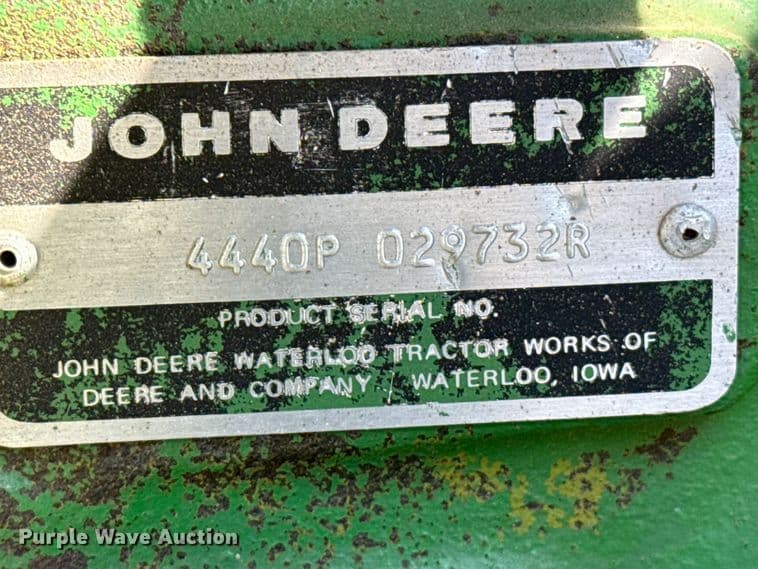 JOHN DEERE
4440P 029732R
PRODUCT SERIAL NO.
JOHN DEERE WATERLOO TRACTOR WORKS OF
DEERE AND COMPANY, WATERLOO, IOWA
Purple Wave Auction